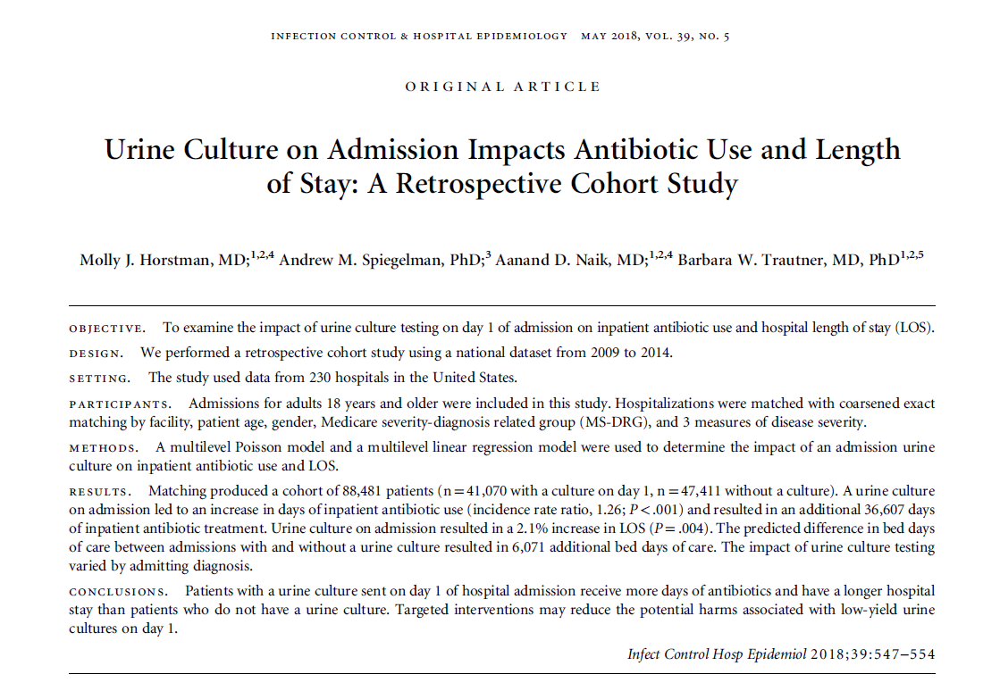 INFECTION CONTROL & HOSPITAL EPIDEMIOLOGY MAY 2018, VOL. 39, NO. 5
ORIGINAL ARTICLE
Urine Culture on Admission Impacts Antibiotic Use and Length
of Stay: A Retrospective Cohort Study
Molly J. Horstman, MD;1,2,4 Andrew M. Spiegelman, PhD;3 Aanand D. Naik, MD;1,2,4 Barbara W. Trautner, MD, PhD1,2,5
OBJECTIVE. To examine the impact of urine culture testing on day 1 of admission on inpatient antibiotic use and hospital length of stay (LOS).
DESIGN. We performed a retrospective cohort study using a national dataset from 2009 to 2014.
SETTING. The study used data from 230 hospitals in the United States.
PARTICIPANTS. Admissions for adults 18 years and older were included in this study. Hospitalizations were matched with coarsened exact
matching by facility, patient age, gender, Medicare severity-diagnosis related group (MS-DRG), and 3 measures of disease severity.
METHODS. A multilevel Poisson model and a multilevel linear regression model were used to determine the impact of an admission urine
culture on inpatient antibiotic use and LOS.
RESULTS. Matching produced a cohort of 88,481 patients (n=41,070 with a culture on day 1, n=47,411 without a culture). A urine culture
on admission led to an increase in days of inpatient antibiotic use (incidence rate ratio, 1.26; P<.001) and resulted in an additional 36,607 days
of inpatient antibiotic treatment. Urine culture on admission resulted in a 2.1% increase in LOS (P=.004). The predicted difference in bed days
of care between admissions with and without a urine culture resulted in 6,071 additional bed days of care. The impact of urine culture testing
varied by admitting diagnosis.
CONCLUSIONS. Patients with a urine culture sent on day 1 of hospital admission receive more days of antibiotics and have a longer hospital
stay than patients who do not have a urine culture. Targeted interventions may reduce the potential harms associated with low-yield urine
cultures on day 1.
Infect Control Hosp Epidemiol 2018;39:547–554